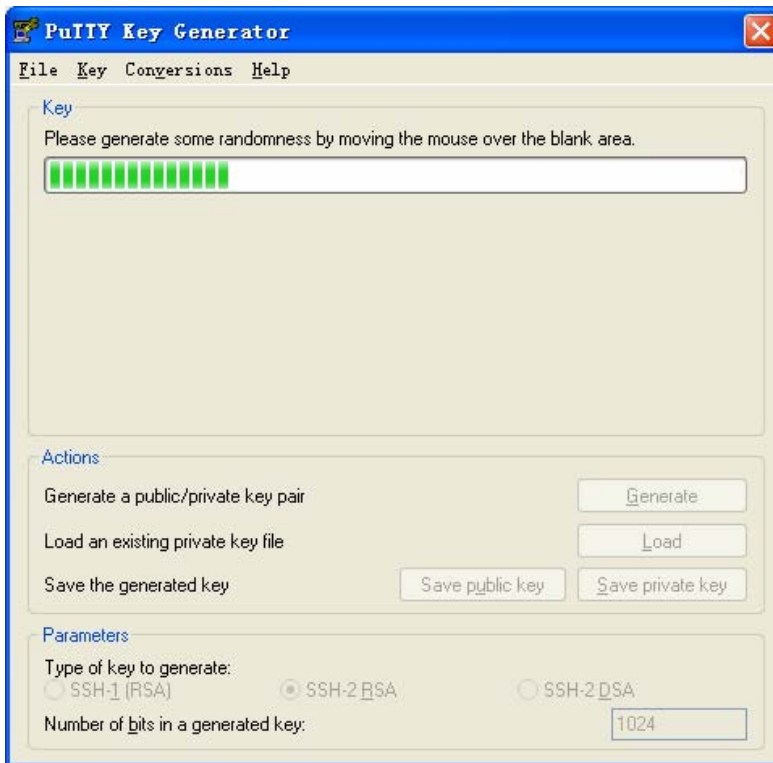 PuTTY Key Generator
File Key Conversions Help
Key
Please generate some randomness by moving the mouse over the blank area.
Actions
Generate a public/private key pair
Generate
Load an existing private key file
Load
Save the generated key
Save public key
Save private key
Parameters
Type of key to generate:
SSH-1 (RSA)
SSH-2 RSA
SSH-2 DSA
Number of bits in a generated key:
1024